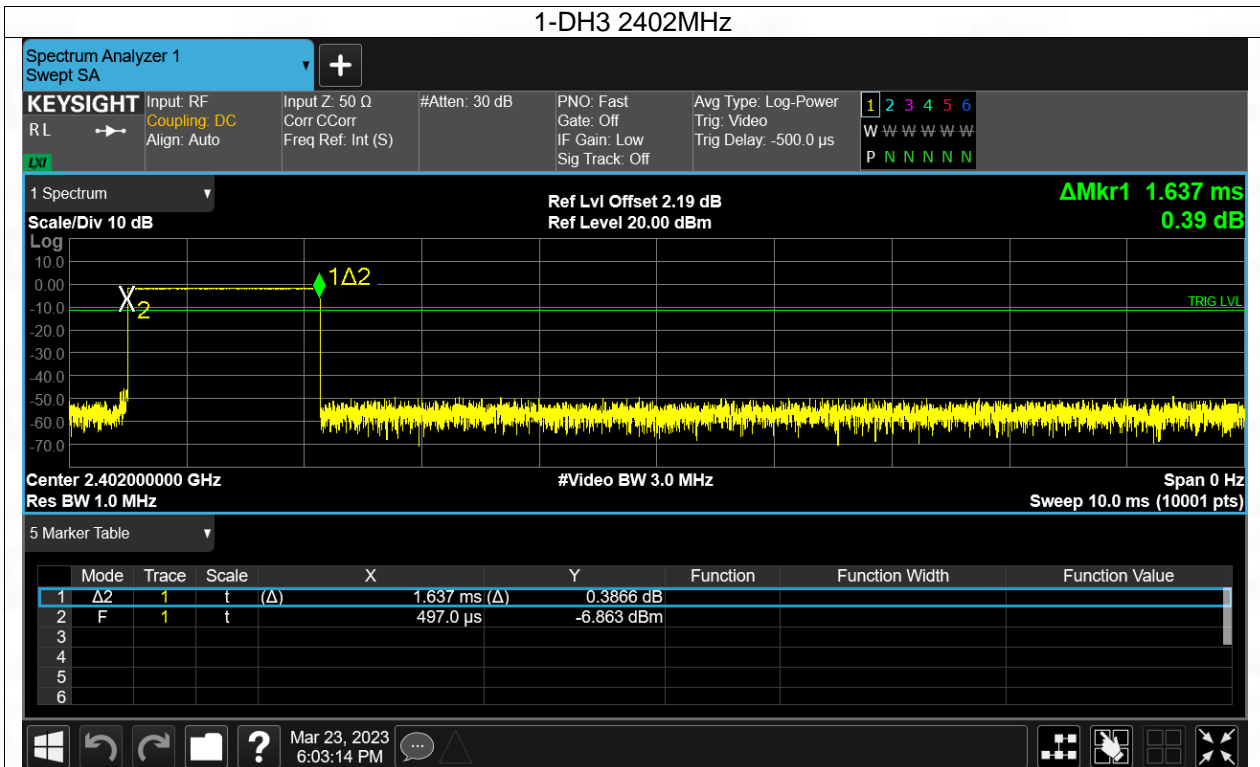 1-DH3 2402MHz
Spectrum Analyzer 1
Swept SA
+
KEYSIGHT Input: RF Input Z: 50 Ω #Atten: 30 dB PNO: Fast Avg Type: Log-Power 1 2 3 4 5 6
RL Coupling: DC Corr CCorr Gate: Off Trig: Video W W W W W W
Align: Auto Freq Ref: Int (S) IF Gain: Low Trig Delay: -500.0 µs
LXI Sig Track: Off P N N N N N
1 Spectrum Ref Lvl Offset 2.19 dB ΔMkr1 1.637 ms
Scale/Div 10 dB Ref Level 20.00 dBm 0.39 dB
Log
10.0
1Δ2
0.00
X2
TRIG LVL
-10.0
-20.0
-30.0
-40.0
-50.0
-60.0
-70.0
Center 2.402000000 GHz #Video BW 3.0 MHz Span 0 Hz
Res BW 1.0 MHz Sweep 10.0 ms (10001 pts)
5 Marker Table
Mode Trace Scale X Y Function Function Width Function Value
1 Δ2 1 t (Δ) 1.637 ms (Δ) 0.3866 dB
2 F 1 t 497.0 µs -6.863 dBm
3
4
5
6
? Mar 23, 2023
6:03:14 PM